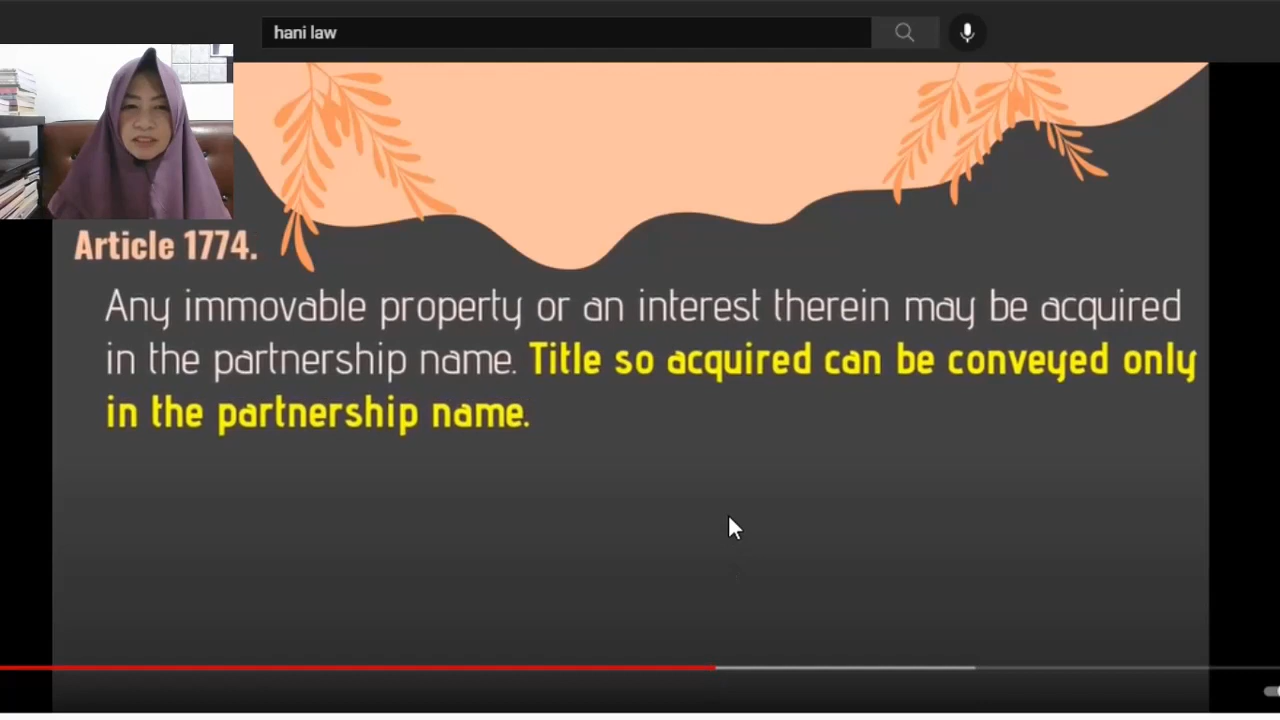 hani law
Article 1774.
Any immovable property or an interest therein may be acquired
in the partnership name. Title so acquired can be conveyed only
in the partnership name.